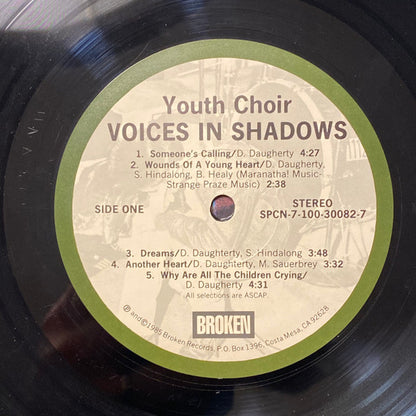 Youth Choir
VOICES IN SHADOWS
1. Someone's Calling/D. Daugherty 4:27
2. Wounds Of A Young Heart/D. Daugherty,
S. Hindalong, B. Healy (Maranatha! Music-
Strange Praze Music) 2:38
SIDE ONE
STEREO
SPCN-7-100-30082-7
3. Dreams/D. Daughterty, S. Hindalong 3:48
4. Another Heart/D. Daugherty, M. Sauerbrey 3:32
5. Why Are All The Children Crying/
D. Daugherty 4:31
All selections are ASCAP.
BROKEN
℗ and ©1985 Broken Records, P.O. Box 1396, Costa Mesa, CA 92628